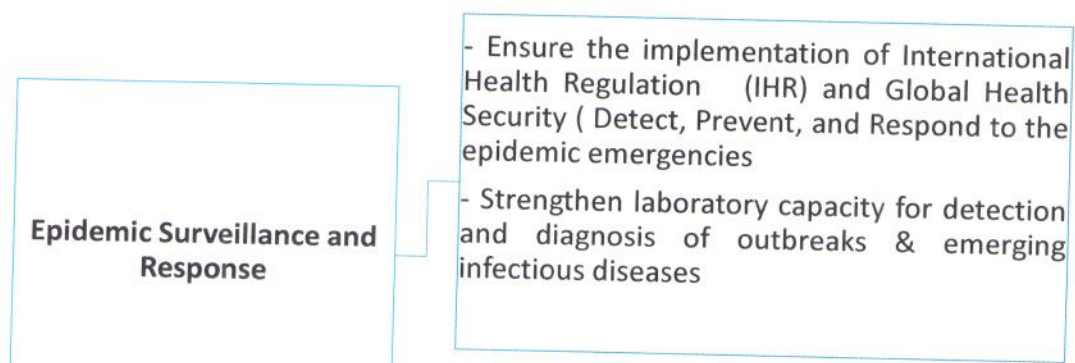 Epidemic Surveillance and
Response
- Ensure the implementation of International
Health Regulation (IHR) and Global Health
Security ( Detect, Prevent, and Respond to the
epidemic emergencies
- Strengthen laboratory capacity for detection
and diagnosis of outbreaks & emerging
infectious diseases